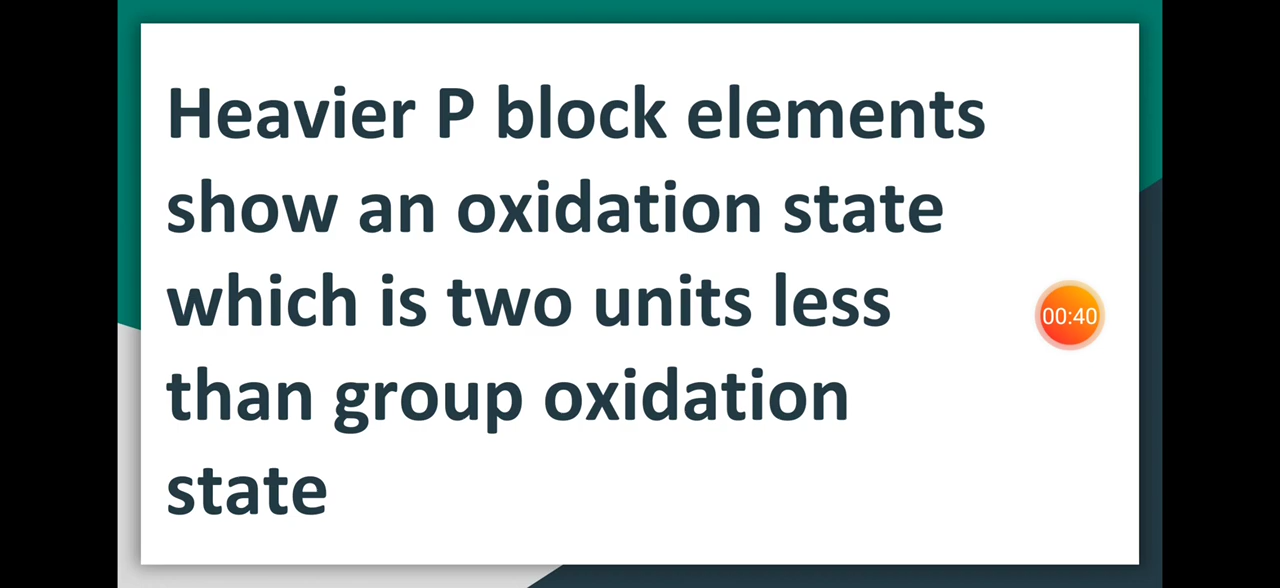 Heavier P block elements
show an oxidation state
which is two units less
00:40
than group oxidation
state